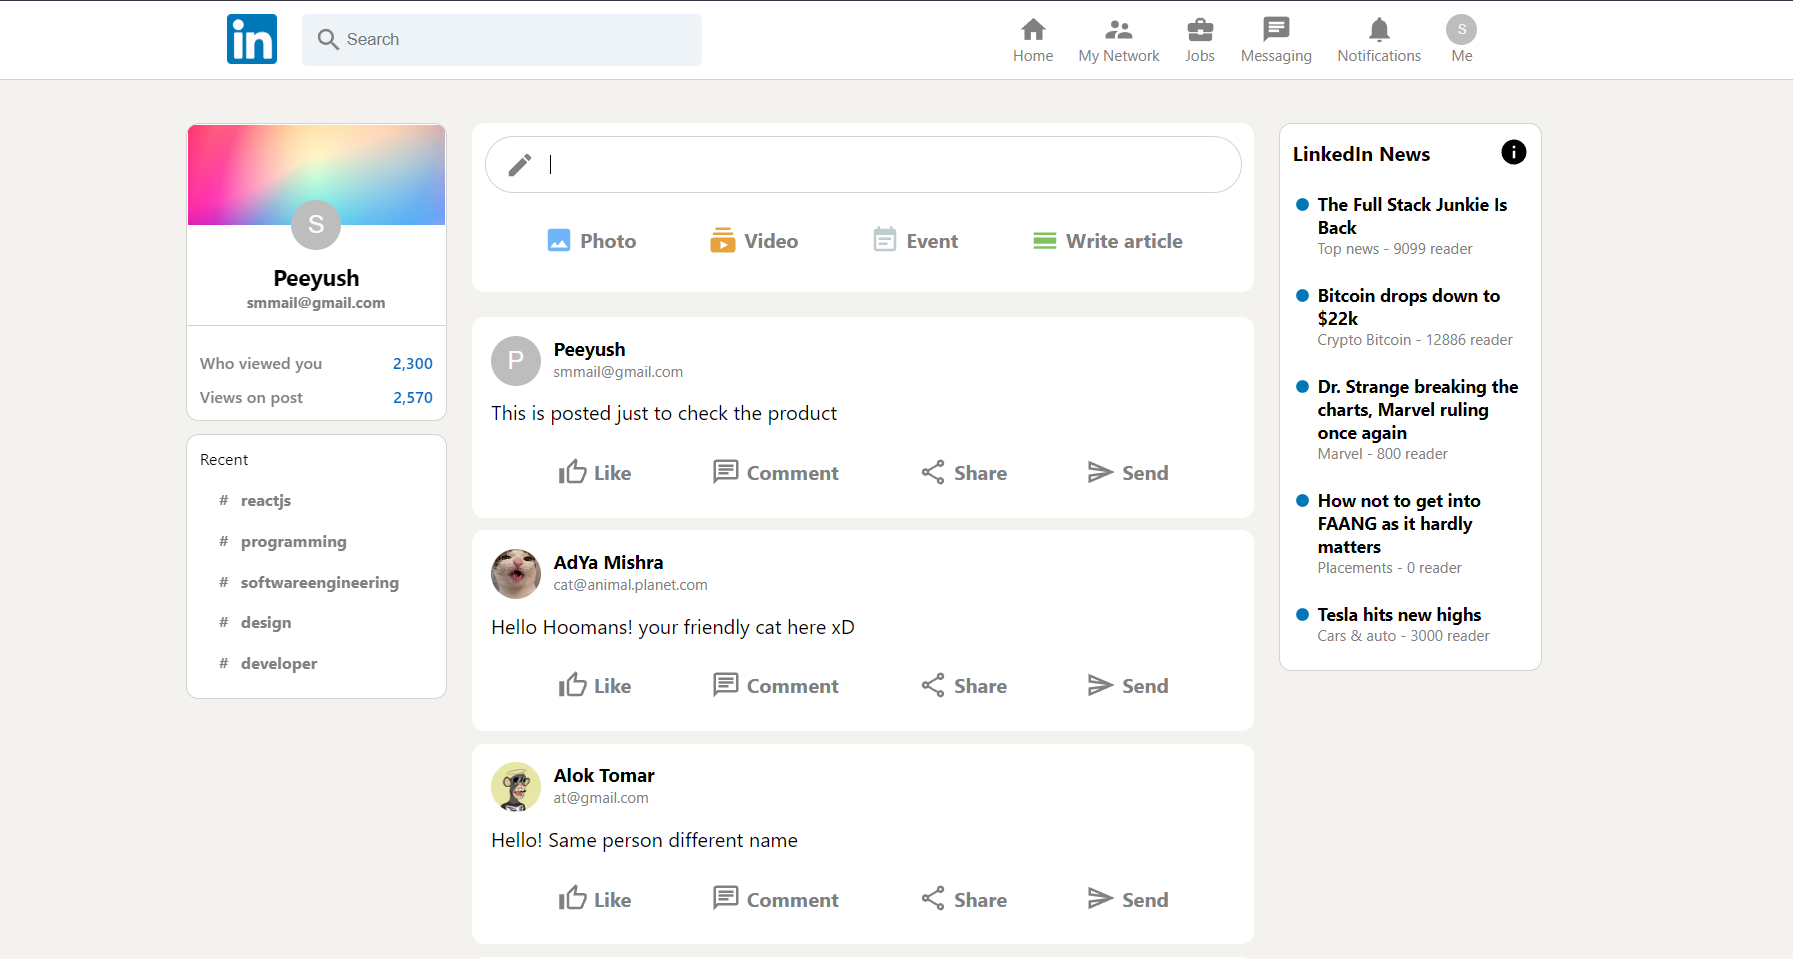 in
Search
Home
My Network
Jobs
Messaging
Notifications
S
Me
S
Peeyush
smmail@gmail.com
Who viewed you 2,300
Views on post 2,570
Recent
# reactjs
# programming
# softwareengineering
# design
# developer
Photo
Video
Event
Write article
P
Peeyush
smmail@gmail.com
This is posted just to check the product
Like Comment Share Send
AdYa Mishra
cat@animal.planet.com
Hello Hoomans! your friendly cat here xD
Like Comment Share Send
Alok Tomar
at@gmail.com
Hello! Same person different name
Like Comment Share Send
LinkedIn News
The Full Stack Junkie Is
Back
Top news - 9099 reader
Bitcoin drops down to
$22k
Crypto Bitcoin - 12886 reader
Dr. Strange breaking the
charts, Marvel ruling
once again
Marvel - 800 reader
How not to get into
FAANG as it hardly
matters
Placements - 0 reader
Tesla hits new highs
Cars & auto - 3000 reader